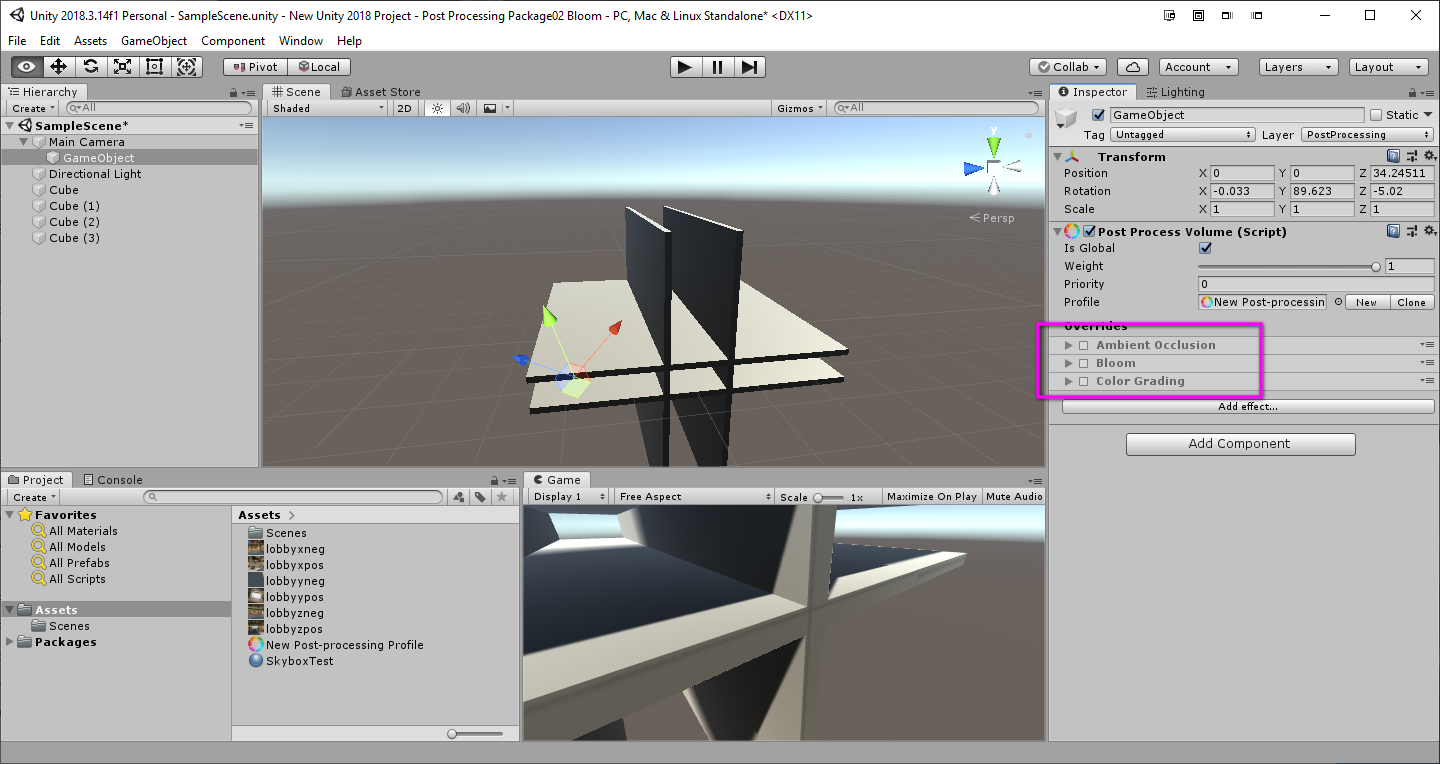 Unity 2018.3.14f1 Personal - SampleScene.unity - New Unity 2018 Project - Post Processing Package02 Bloom - PC, Mac & Linux Standalone* <DX11>
File Edit Assets GameObject Component Window Help
Pivot Local Collab Account Layers Layout
Hierarchy
Create All
SampleScene*
Main Camera
GameObject
Directional Light
Cube
Cube (1)
Cube (2)
Cube (3)
Scene Asset Store
Shaded 2D Gizmos All
y
Persp
Inspector Lighting
GameObject Static
Tag Untagged Layer PostProcessing
Transform
Position X 0 Y 0 Z 34.24511
Rotation X -0.033 Y 89.623 Z -5.02
Scale X 1 Y 1 Z 1
Post Process Volume (Script)
Is Global
Weight 1
Priority 0
Profile New Post-processin New Clone
Overrides
Ambient Occlusion
Bloom
Color Grading
Add effect...
Add Component
Project Console
Create
Favorites
All Materials
All Models
All Prefabs
All Scripts
Assets
Scenes
Packages
Assets
Scenes
lobbyxneg
lobbyxpos
lobbyyneg
lobbyypos
lobbyzneg
lobbyzpos
New Post-processing Profile
SkyboxTest
Game
Display 1 Free Aspect Scale 1x Maximize On Play Mute Audio